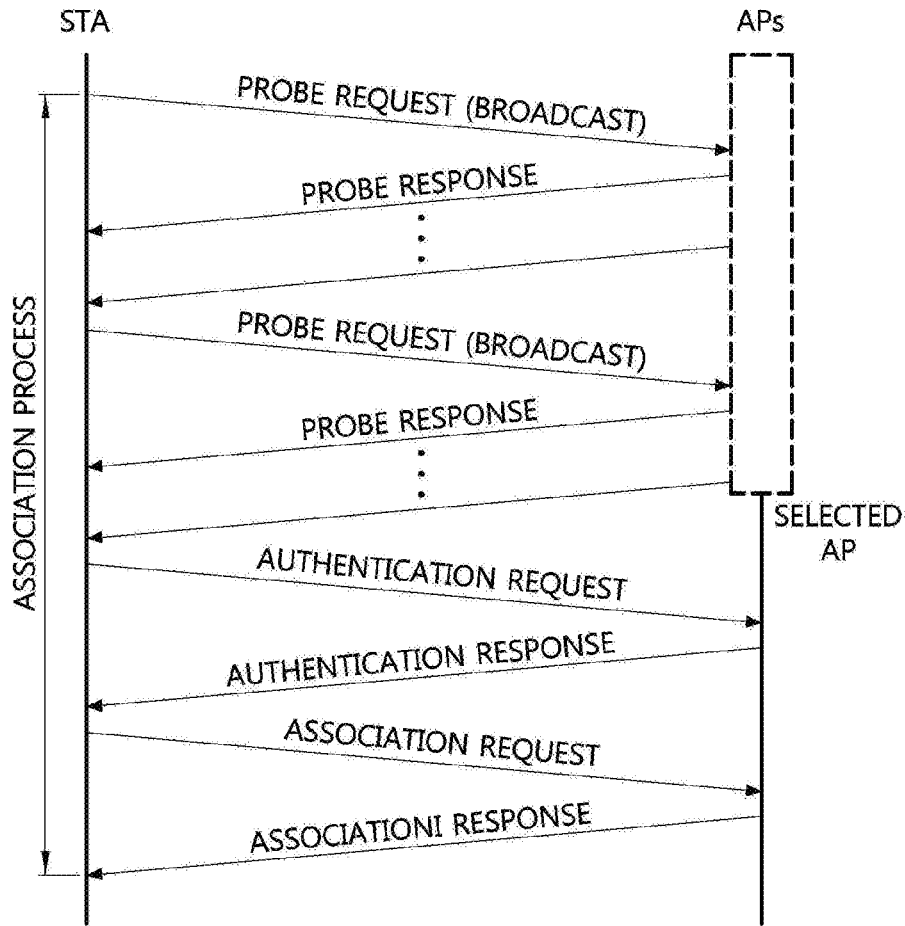 STA
APs
PROBE REQUEST (BROADCAST)
PROBE RESPONSE
PROBE REQUEST (BROADCAST)
PROBE RESPONSE
ASSOCIATION PROCESS
SELECTED
AP
AUTHENTICATION REQUEST
AUTHENTICATION RESPONSE
ASSOCIATION REQUEST
ASSOCIATIONI RESPONSE